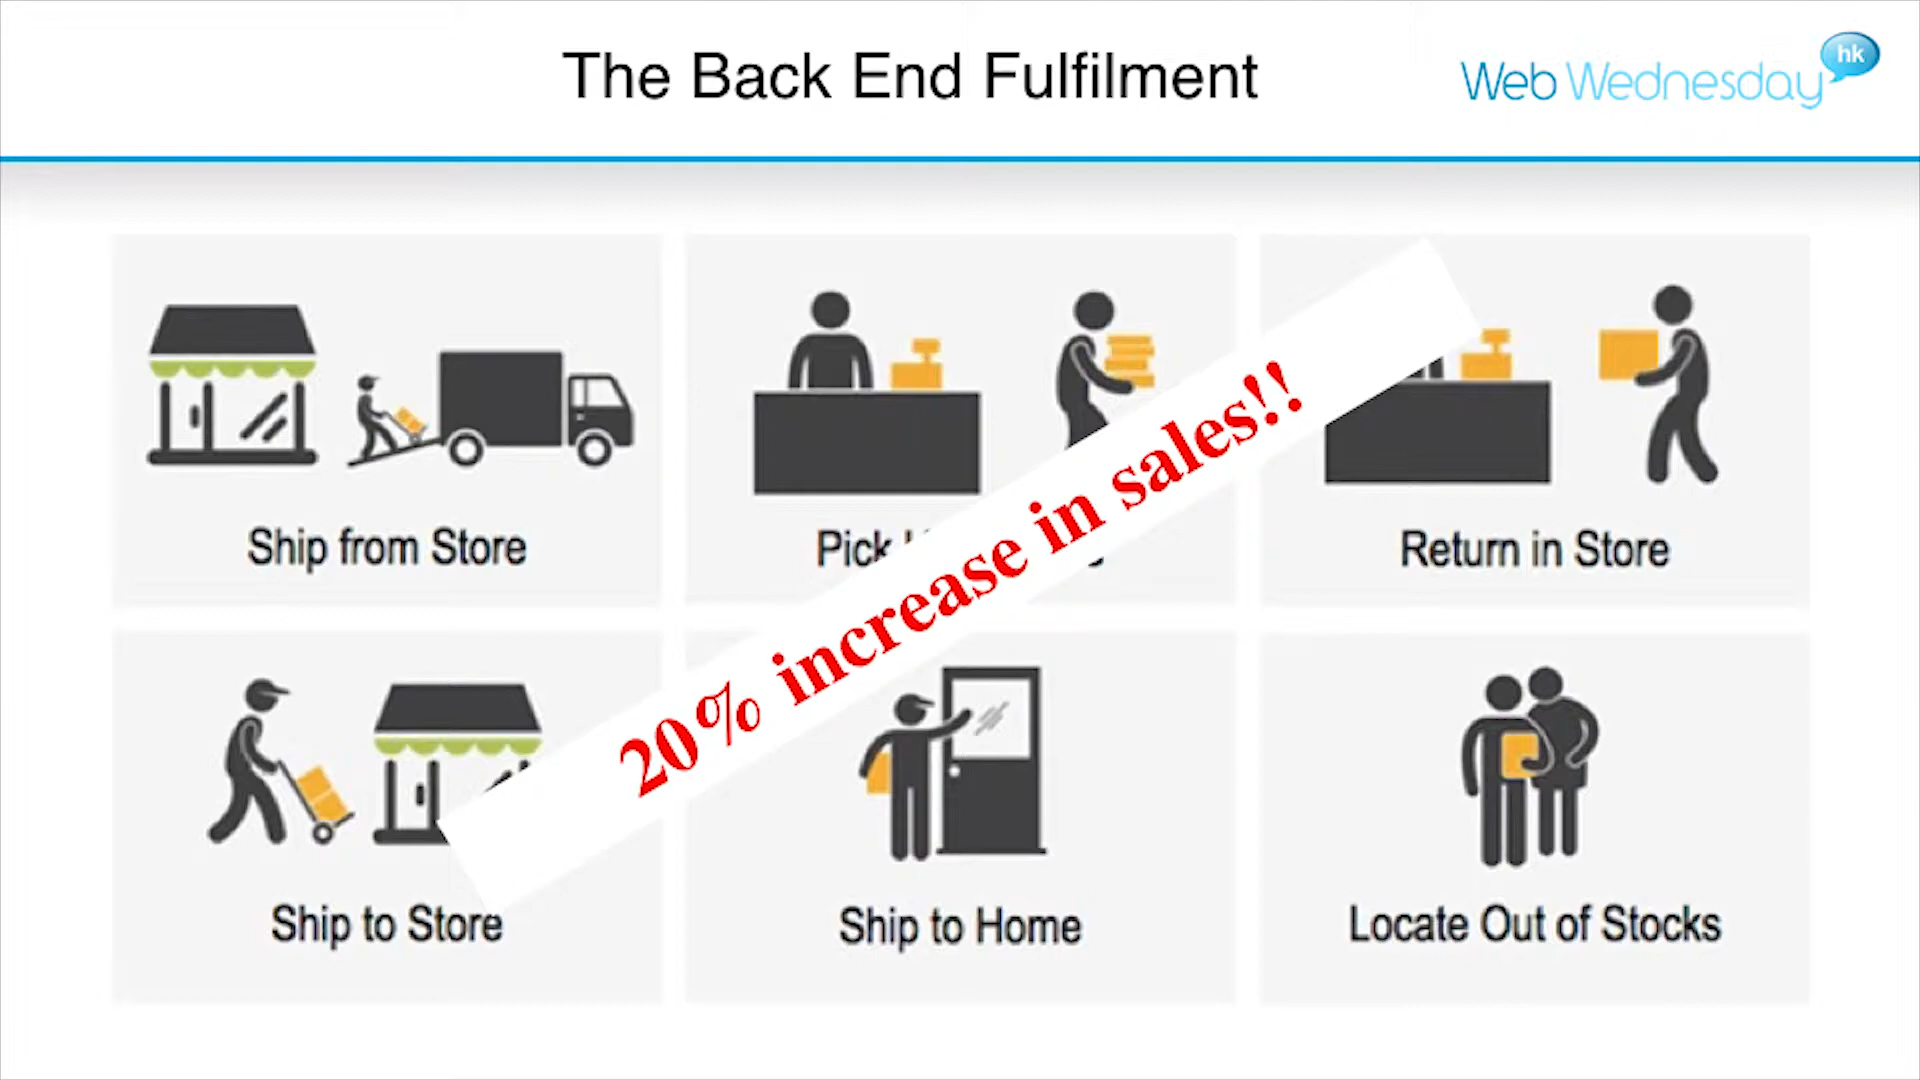 The Back End Fulfilment
Web Wednesday
hk
Ship from Store
Pick
Return in Store
20% increase in sales!!
Ship to Store
Ship to Home
Locate Out of Stocks